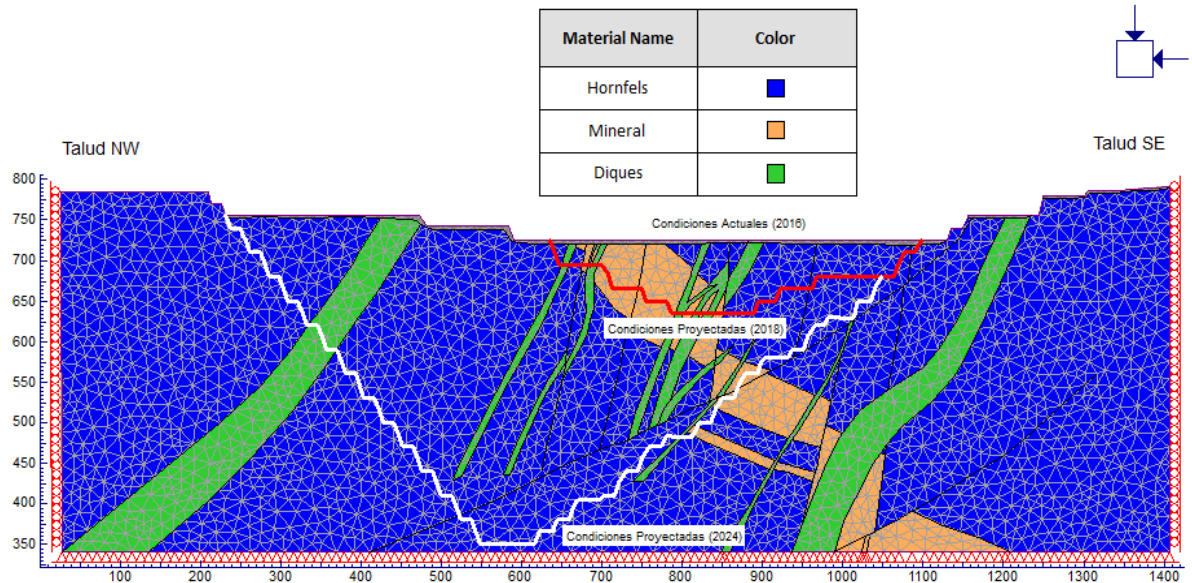 Material Name Color
Hornfels
Mineral
Diques
Talud NW
Talud SE
Condiciones Actuales (2016)
Condiciones Proyectadas (2018)
Condiciones Proyectadas (2024)
800
750
700
650
600
550
500
450
400
350
100 200 300 400 500 600 700 800 900 1000 1100 1200 1300 1400